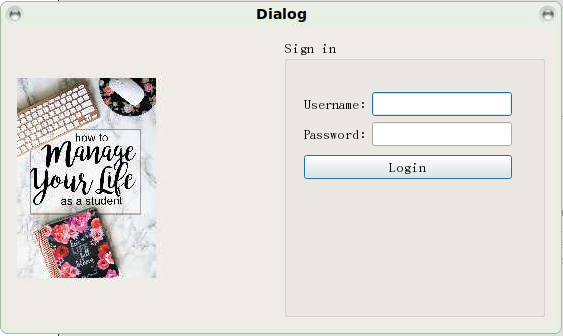 Dialog
Sign in
how to
Manage
Your Life
as a student
Username:
Password:
Login